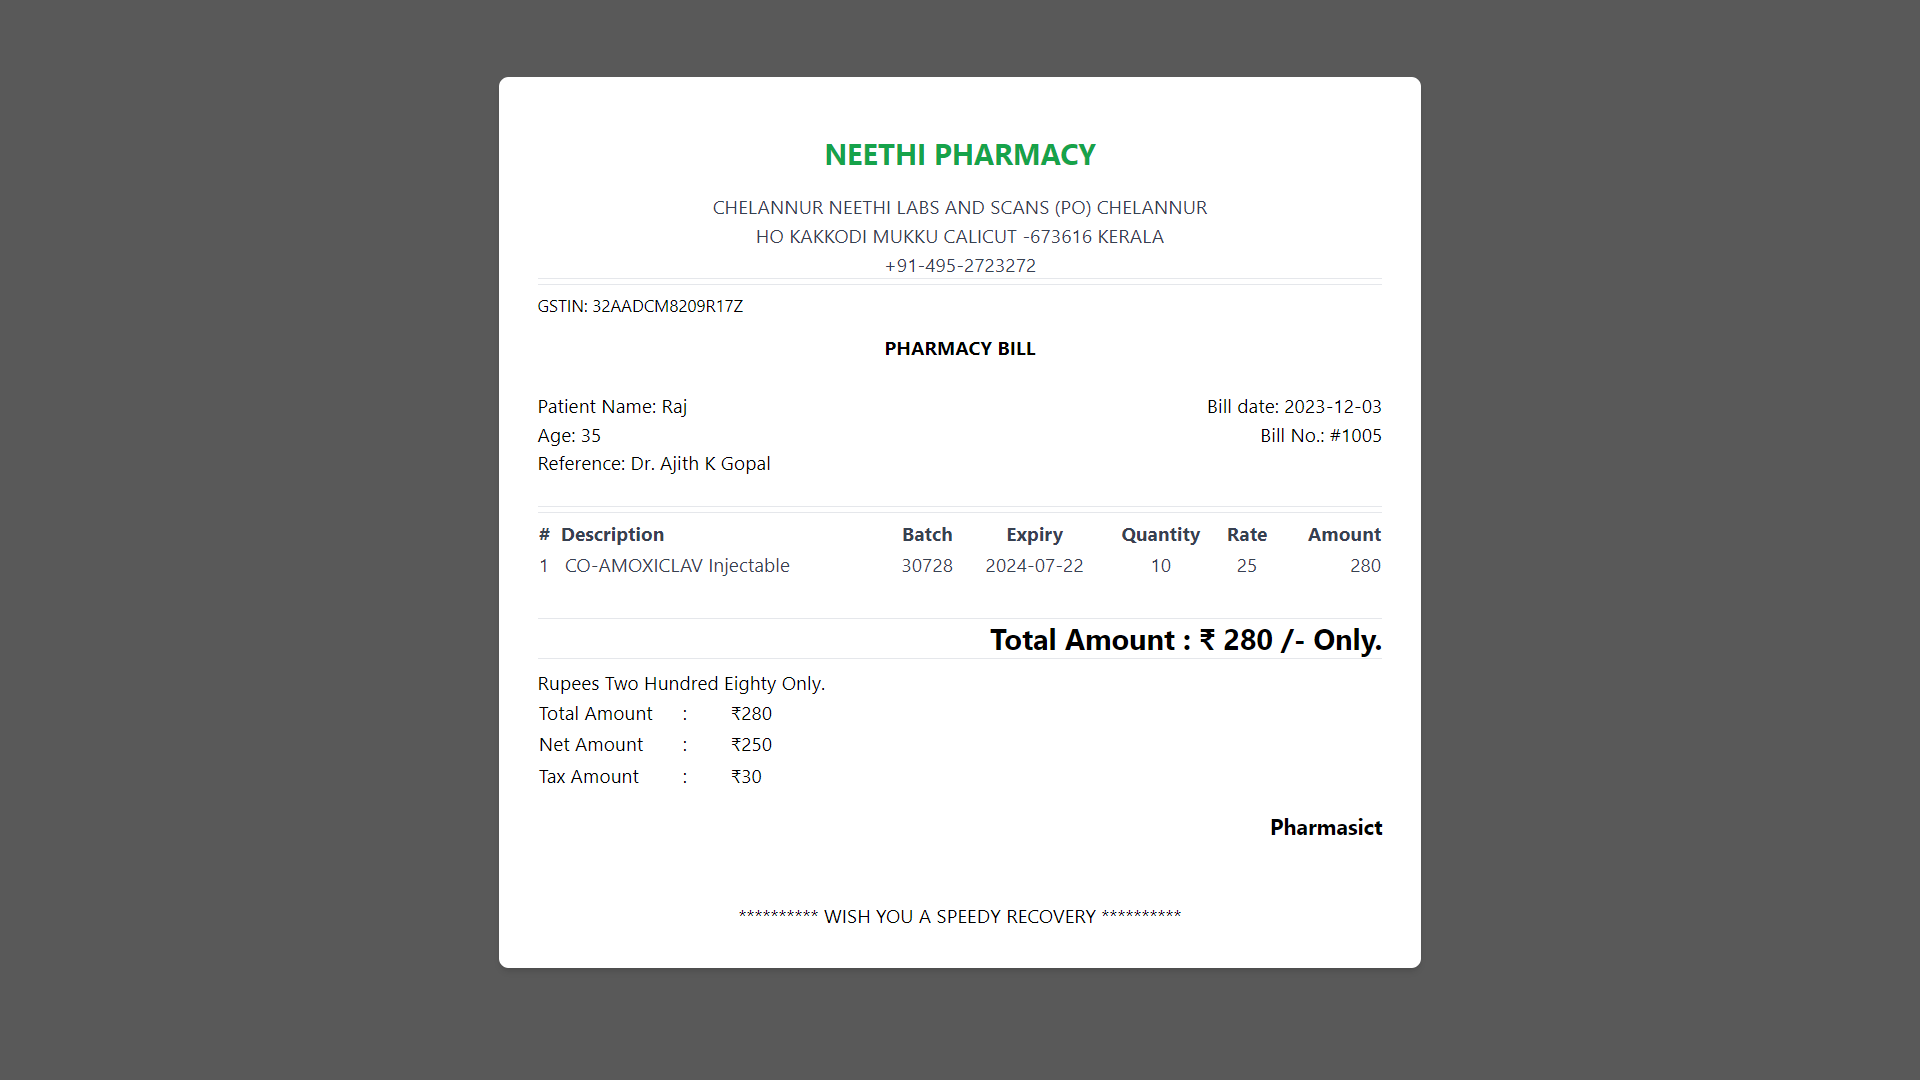 NEETHI PHARMACY
CHELANNUR NEETHI LABS AND SCANS (PO) CHELANNUR
HO KAKKODI MUKKU CALICUT -673616 KERALA
+91-495-2723272
GSTIN: 32AADCM8209R17Z
PHARMACY BILL
Patient Name: Raj Bill date: 2023-12-03
Age: 35 Bill No.: #1005
Reference: Dr. Ajith K Gopal
# Description Batch Expiry Quantity Rate Amount
1 CO-AMOXICLAV Injectable 30728 2024-07-22 10 25 280
Total Amount : ₹ 280 /- Only.
Rupees Two Hundred Eighty Only.
Total Amount : ₹280
Net Amount : ₹250
Tax Amount : ₹30
Pharmasict
********** WISH YOU A SPEEDY RECOVERY **********